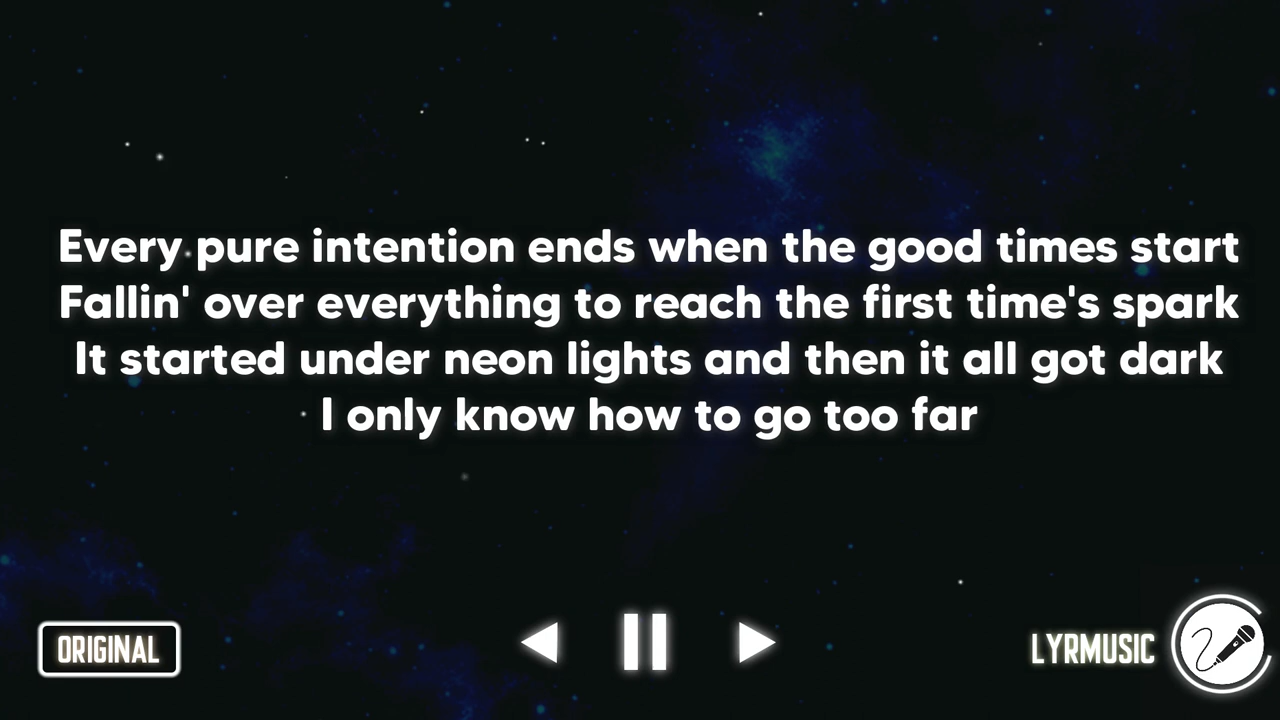 Every pure intention ends when the good times start
Fallin' over everything to reach the first time's spark
It started under neon lights and then it all got dark
I only know how to go too far
ORIGINAL
LYRMUSIC